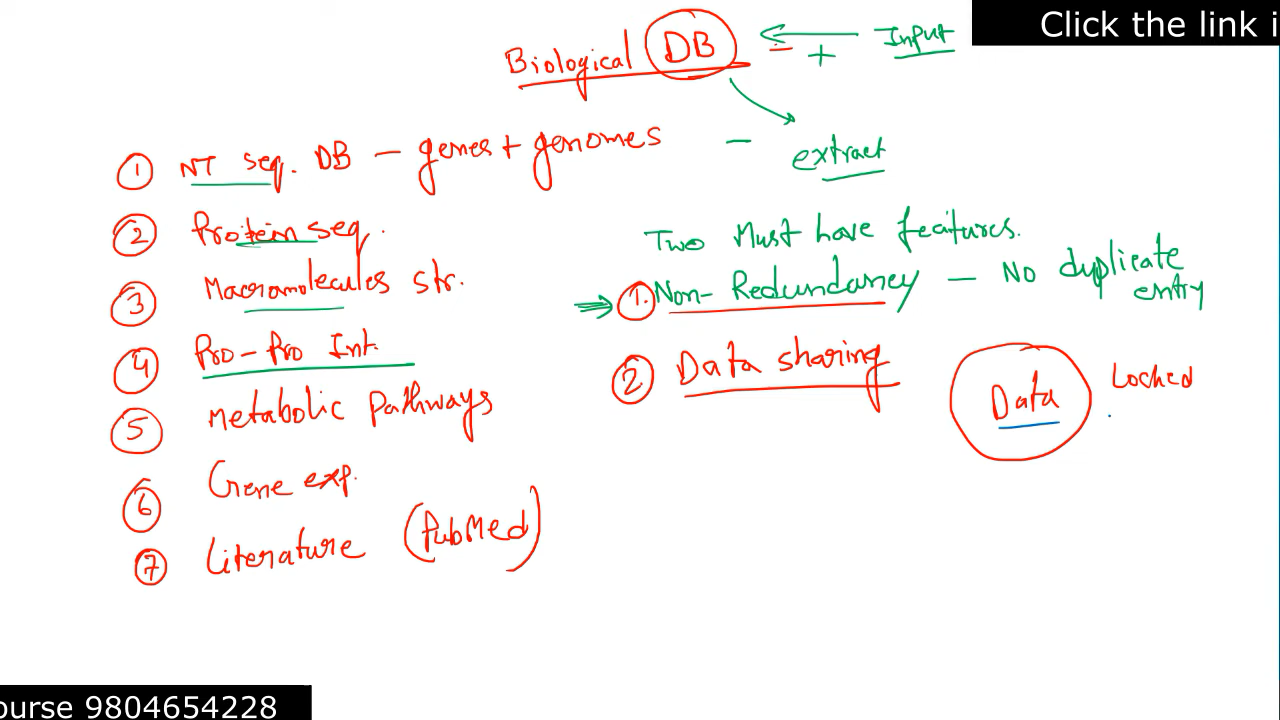 Click the link i
Biological DB
+ Input
extract
① NT seq. DB - genes + genomes -
② Protein seq.
③ Macromolecules str.
④ Pro-Pro Int.
⑤ Metabolic Pathways
⑥ Gene exp.
⑦ Literature (PubMed)
Two Must have features.
① Non-Redundancy - No duplicate
entry
② Data sharing
Data Locked
ourse 9804654228